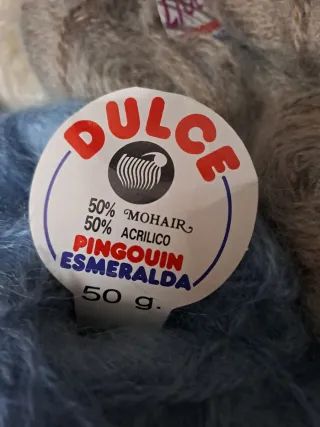 DULCE
50% MOHAIR
50% ACRILICO
PINGOUIN
ESMERALDA
50 g.